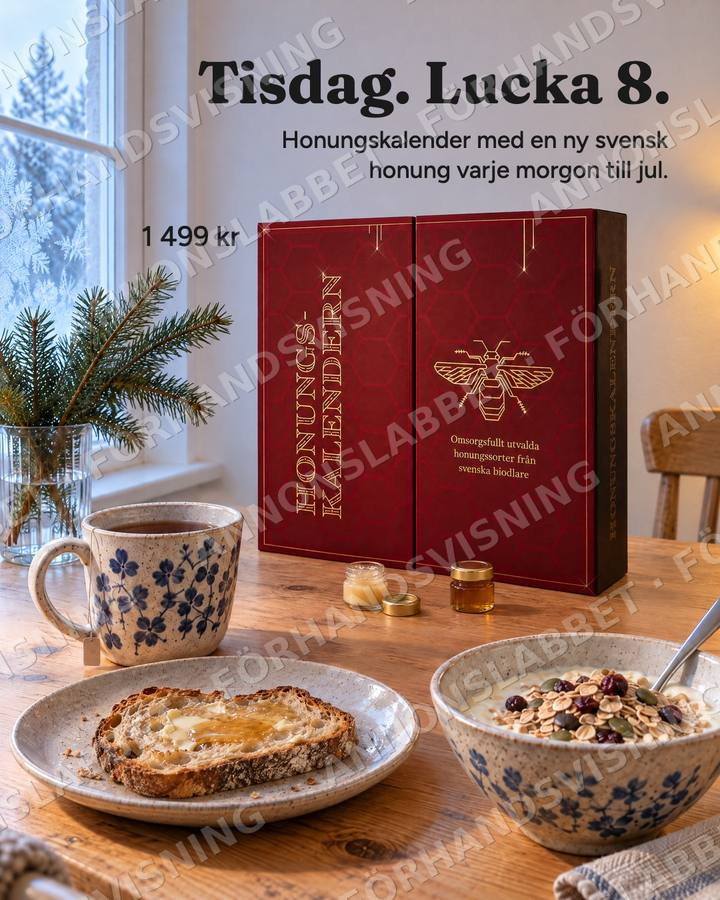 Tisdag. Lucka 8.
Honungskalender med en ny svensk
honung varje morgon till jul.
1 499 kr
HONUNGS-
KALENDERN
Omsorgsfullt utvalda
honungssorter från
svenska biodlare
HONUNGSKALENDERN
ANNONSLABBET · FÖRHANDSVISNING